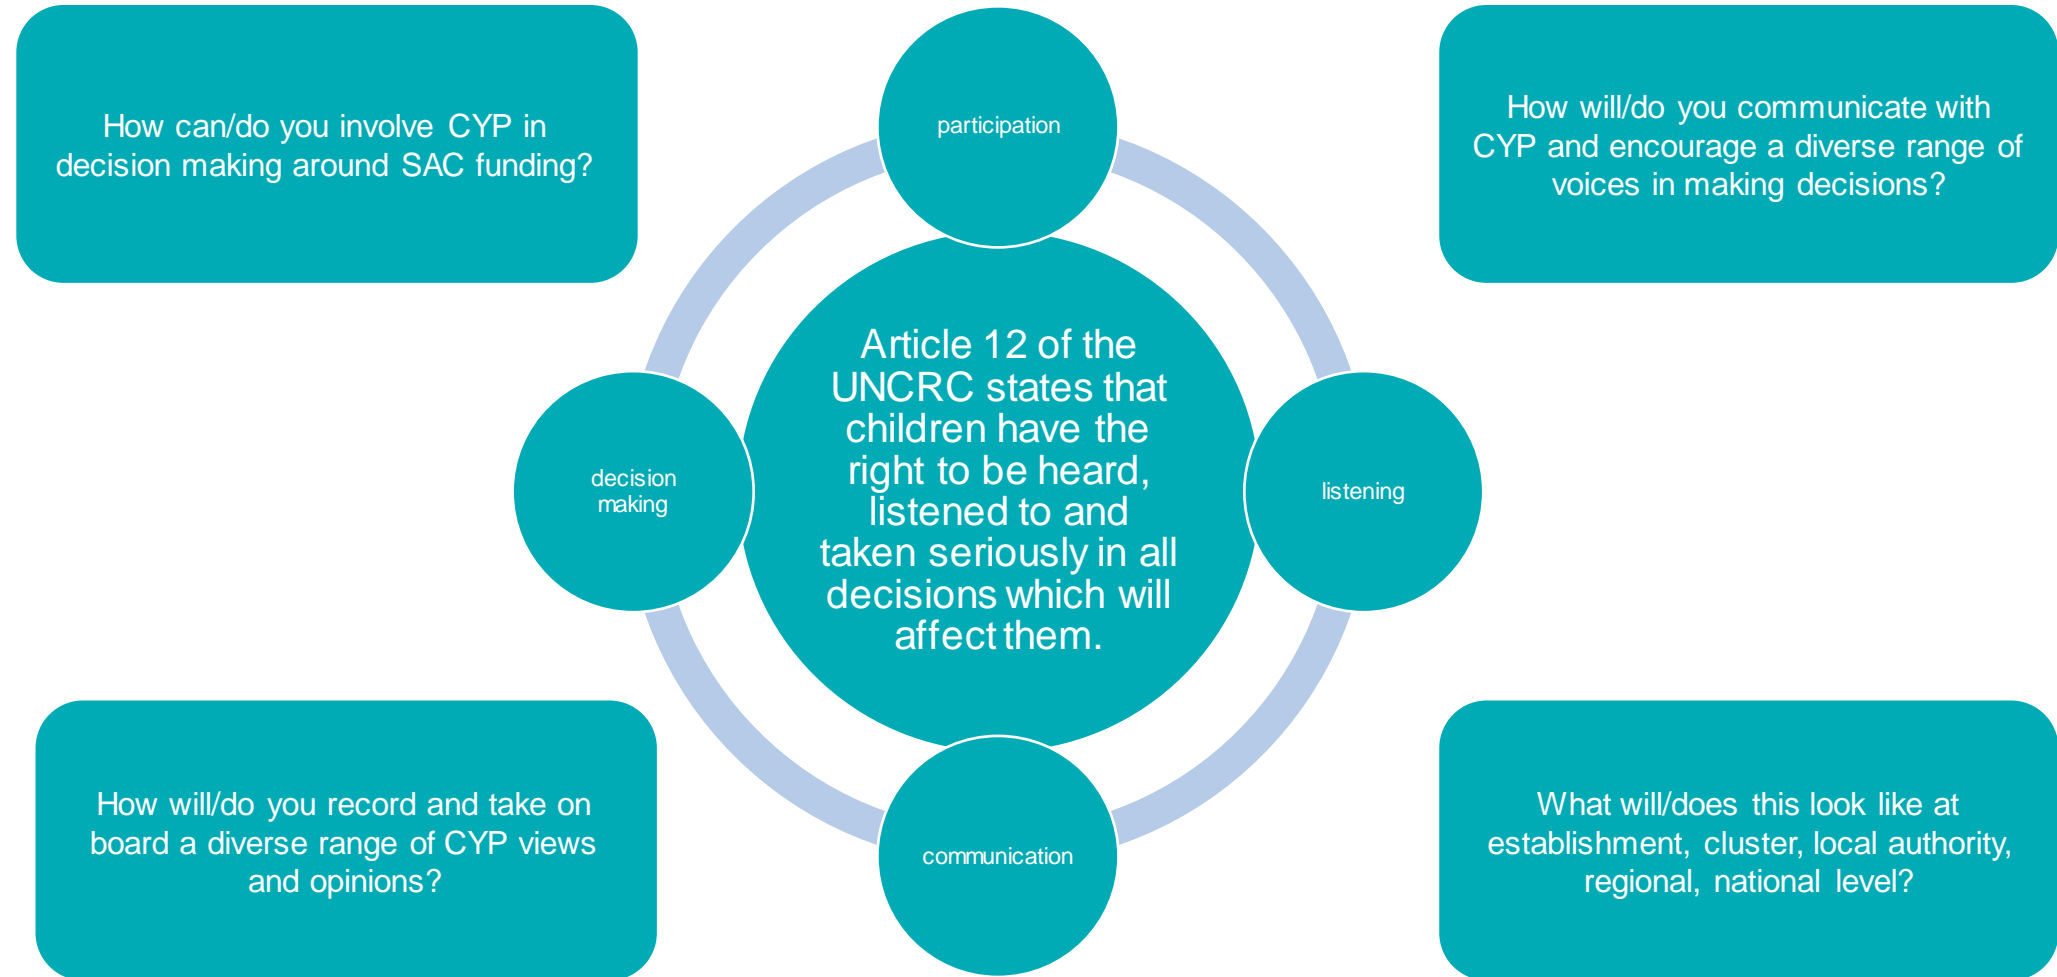 How can/do you involve CYP in
decision making around SAC funding?
participation
How will/do you communicate with
CYP and encourage a diverse range of
voices in making decisions?
Article 12 of the
UNCRC states that
children have the
right to be heard,
listened to and
taken seriously in all
decisions which will
affect them.
decision
making
listening
How will/do you record and take on
board a diverse range of CYP views
and opinions?
communication
What will/does this look like at
establishment, cluster, local authority,
regional, national level?